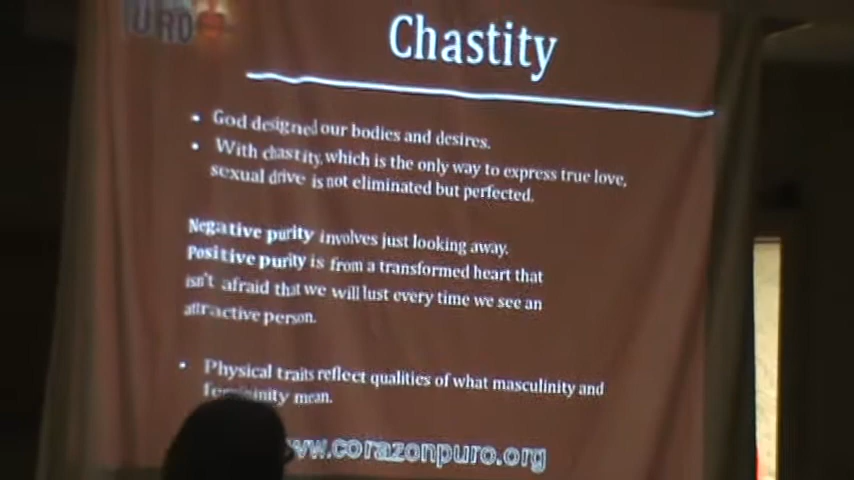 URO
Chastity
• God designed our bodies and desires.
• With chastity, which is the only way to express true love,
sexual drive is not eliminated but perfected.
Negative purity involves just looking away.
Positive purity is from a transformed heart that
isn't afraid that we will lust every time we see an
attractive person.
• Physical traits reflect qualities of what masculinity and
femininity mean.
www.corazonpuro.org